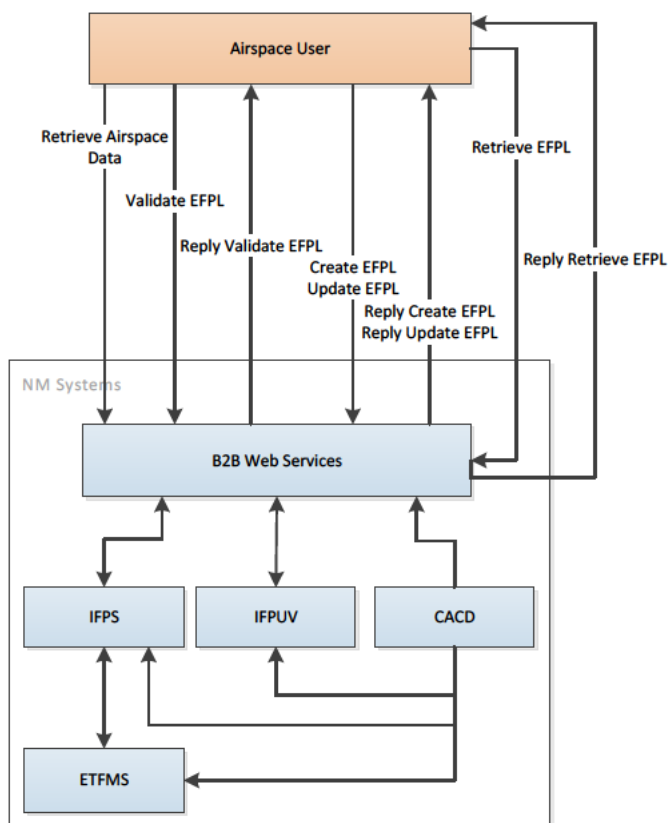 Airspace User
Retrieve Airspace
Data
Retrieve EFPL
Validate EFPL
Reply Validate EFPL
Reply Retrieve EFPL
Create EFPL
Update EFPL
Reply Create EFPL
Reply Update EFPL
NM Systems
B2B Web Services
IFPS
IFPUV
CACD
ETFMS